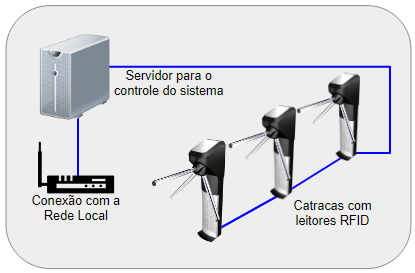 Servidor para o
controle do sistema
Conexão com a
Rede Local
Catracas com
leitores RFID